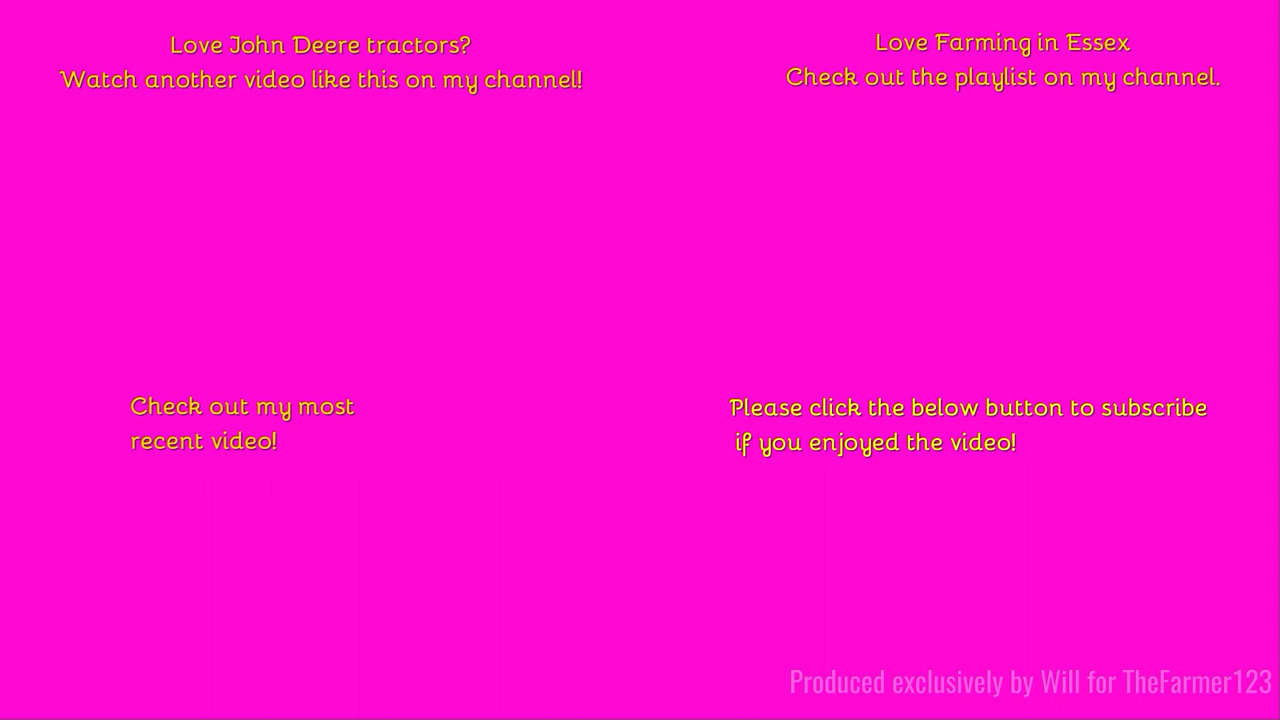 Love John Deere tractors?
Watch another video like this on my channel!
Love Farming in Essex
Check out the playlist on my channel.
Check out my most
recent video!
Please click the below button to subscribe
if you enjoyed the video!
Produced exclusively by Will for TheFarmer123